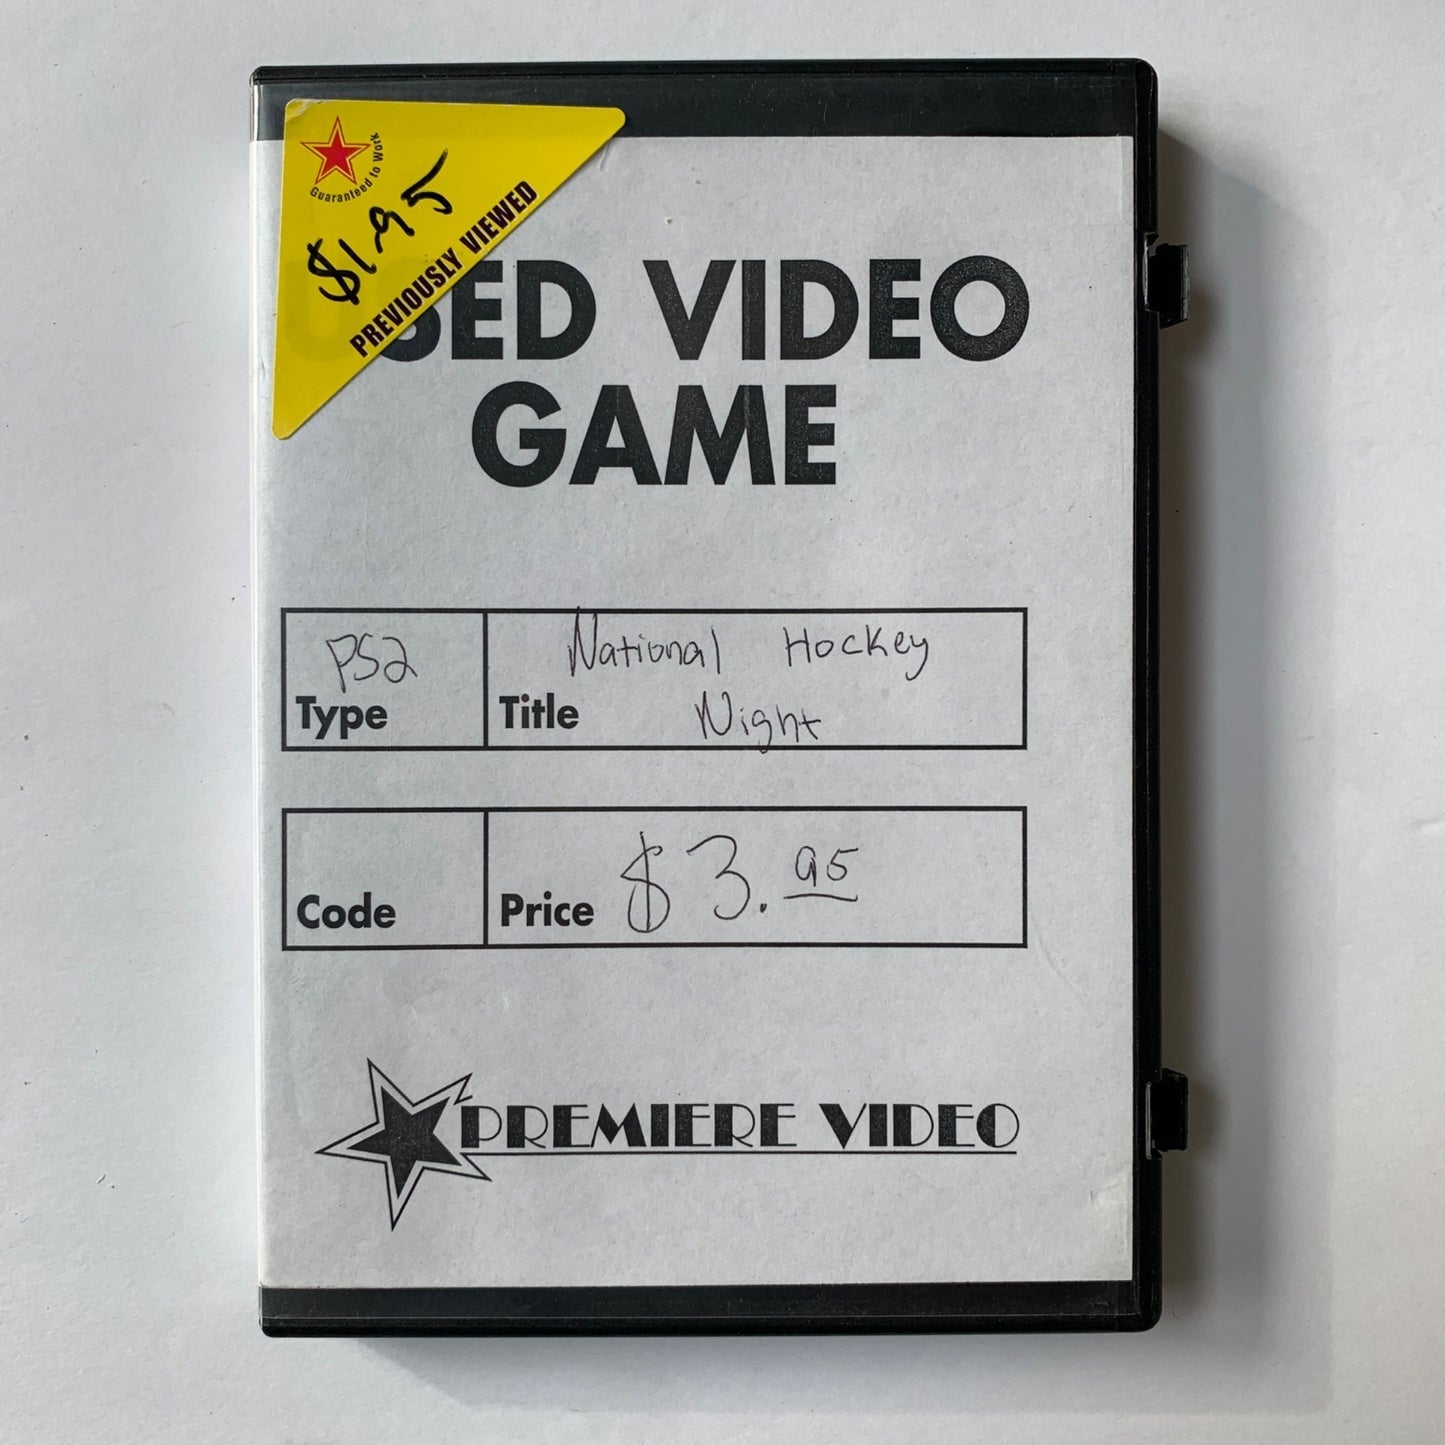 Guaranteed to Work
$1.95
PREVIOUSLY VIEWED
SED VIDEO
GAME
PS2
Type
National Hockey
Title
Night
Code
Price $3.95
PREMIERE VIDEO